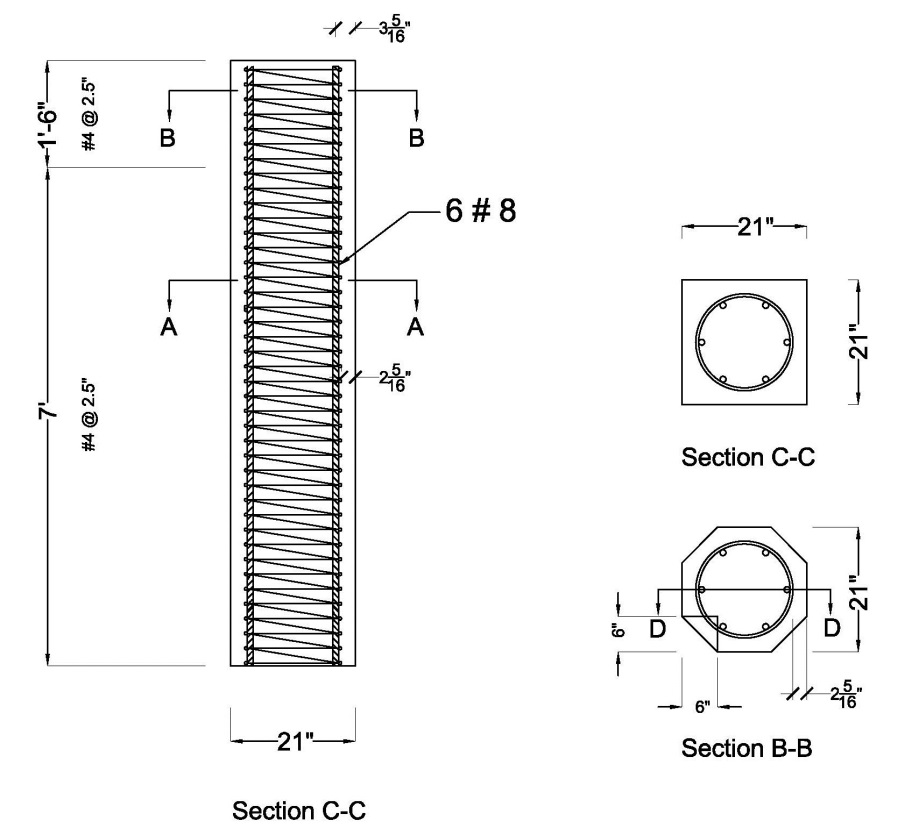 3 5/16"
#4 @ 2.5"
1'-6"
B
B
6 # 8
21"
A
A
21"
2 5/16"
7'
#4 @ 2.5"
Section C-C
21"
6"
D
D
6"
2 5/16"
21"
Section B-B
21"
Section C-C